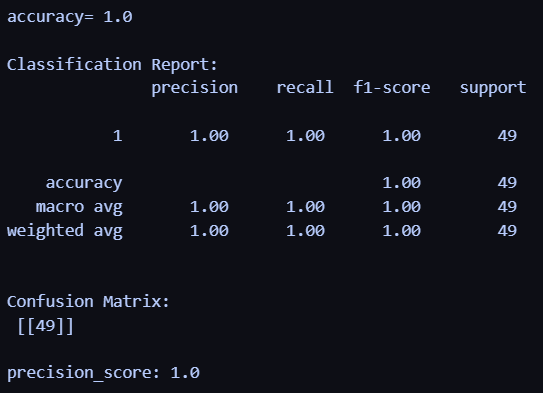 accuracy= 1.0
Classification Report:
precision recall f1-score support
1 1.00 1.00 1.00 49
accuracy 1.00 49
macro avg 1.00 1.00 1.00 49
weighted avg 1.00 1.00 1.00 49
Confusion Matrix:
[[49]]
precision_score: 1.0